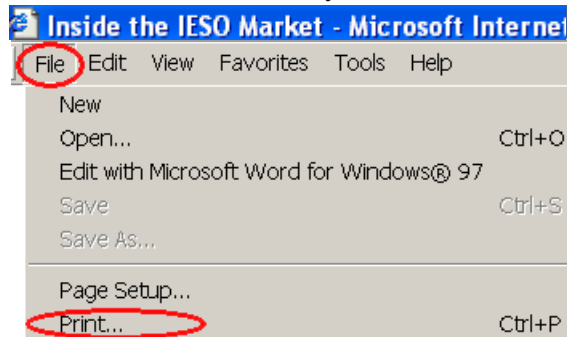 Inside the IESO Market - Microsoft Internet
File Edit View Favorites Tools Help
New
Open... Ctrl+O
Edit with Microsoft Word for Windows® 97
Save Ctrl+S
Save As...
Page Setup...
Print... Ctrl+P